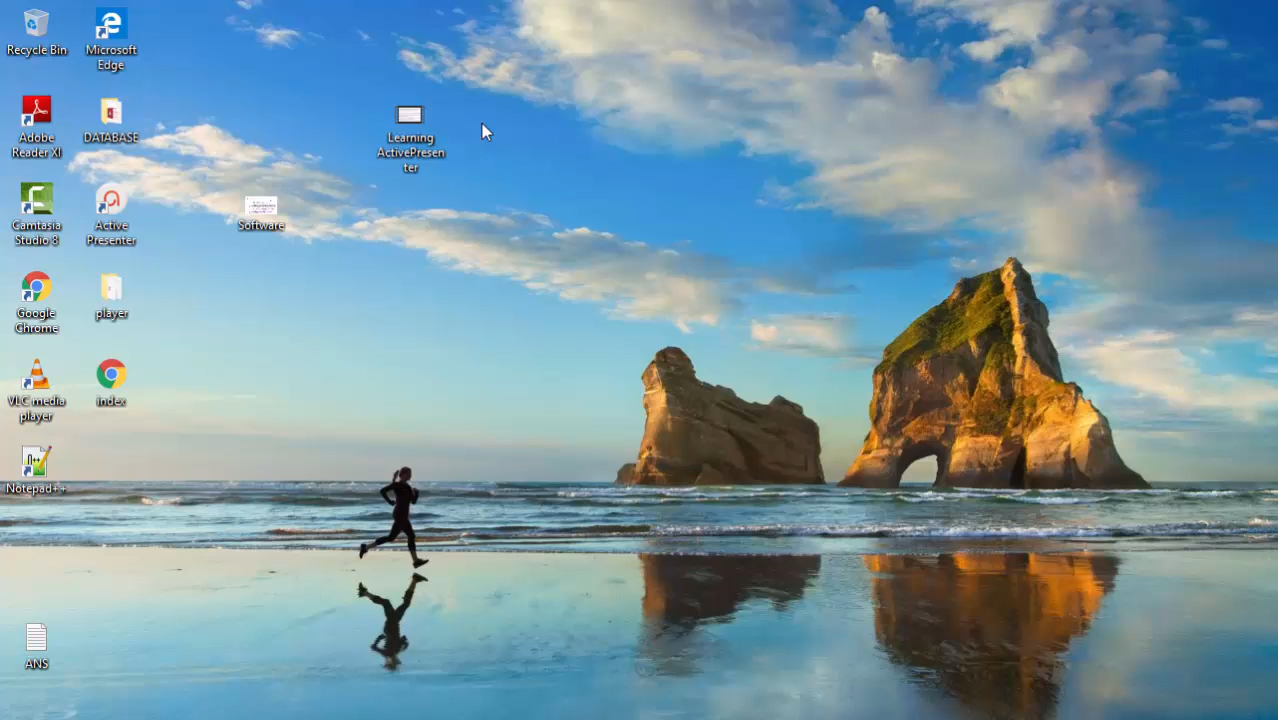 Recycle Bin
Microsoft
Edge
Adobe
Reader XI
DATABASE
Learning
ActivePresen
ter
Camtasia
Studio 8
Active
Presenter
Software
Google
Chrome
player
VLC media
player
index
Notepad++
ANS